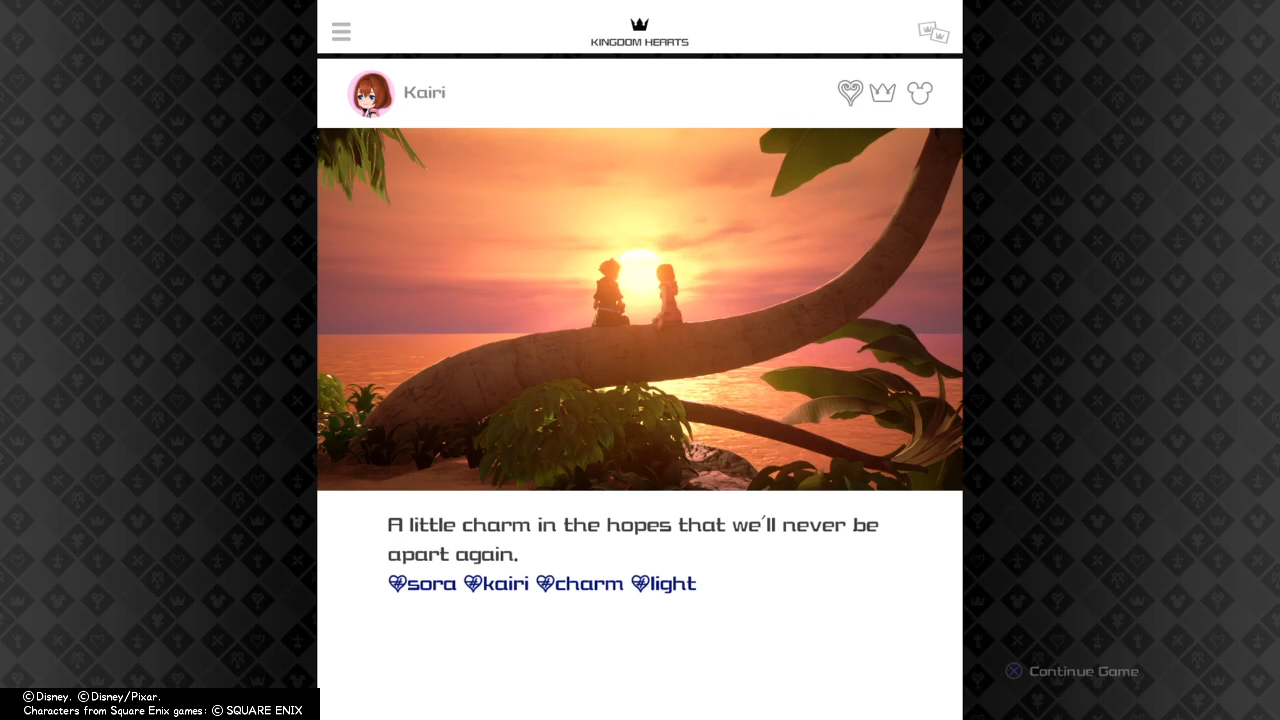 KINGDOM HEARTS
Kairi
A little charm in the hopes that we'll never be
apart again.
sora kairi charm light
Continue Game
©Disney. ©Disney/Pixar.
Characters from Square Enix games: © SQUARE ENIX